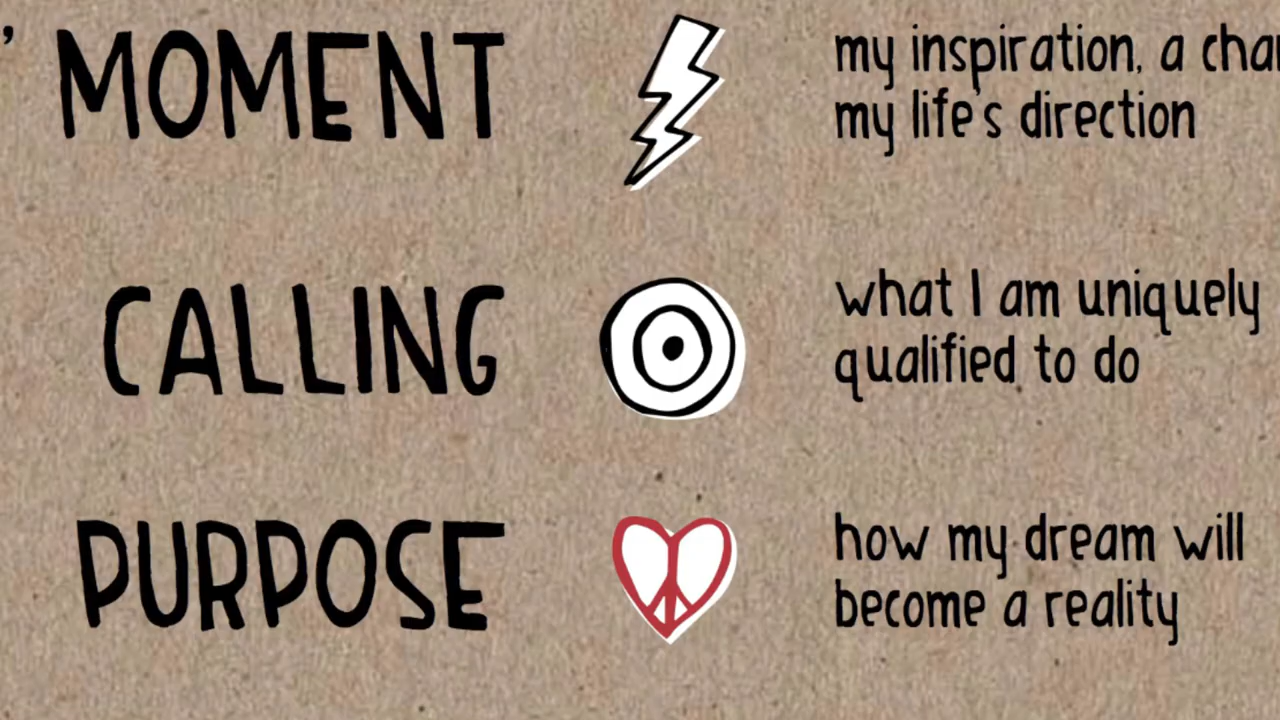 ’ MOMENT
my inspiration, a
my life's direction
CALLING
what I am uniquely
qualified to do
PURPOSE
how my dream will
become a reality